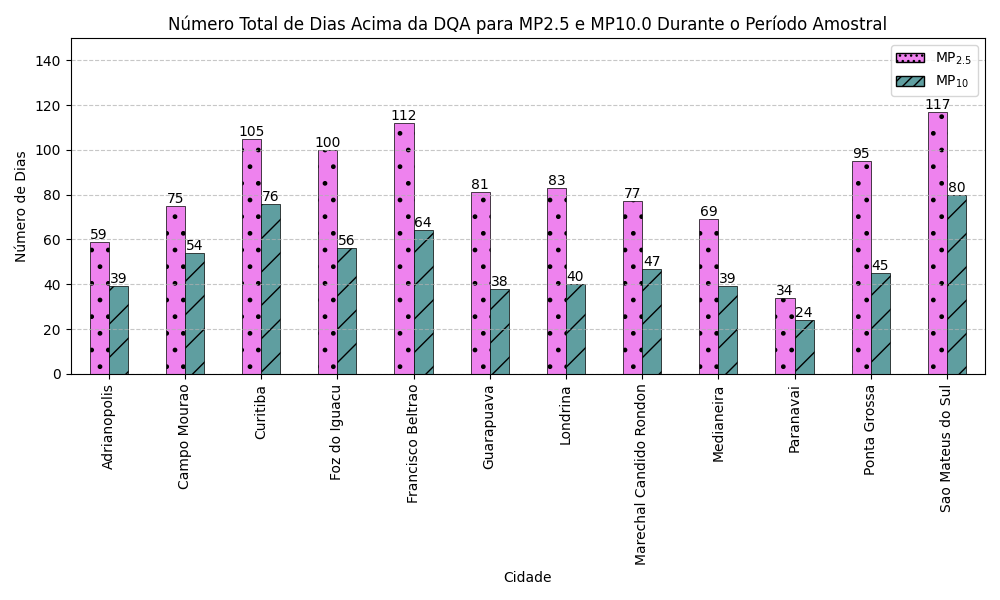 Número Total de Dias Acima da DQA para MP2.5 e MP10.0 Durante o Período Amostral
MP2.5
MP10
Número de Dias
140
120
100
80
60
40
20
0
59
39
75
54
105
76
100
56
112
64
81
38
83
40
77
47
69
39
34
24
95
45
117
80
Adrianopolis
Campo Mourao
Curitiba
Foz do Iguacu
Francisco Beltrao
Guarapuava
Londrina
Marechal Candido Rondon
Medianeira
Paranavai
Ponta Grossa
Sao Mateus do Sul
Cidade